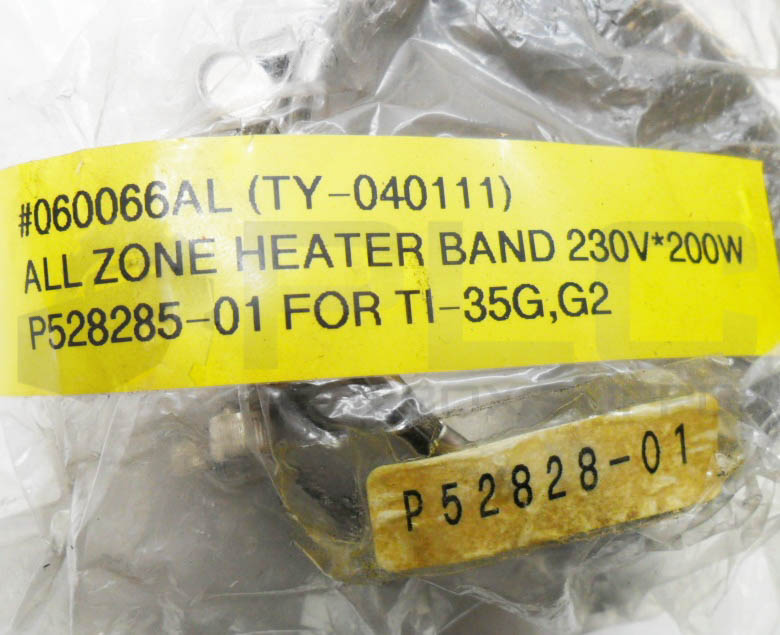 #060066AL (TY-040111)
ALL ZONE HEATER BAND 230V*200W
P528285-01 FOR TI-35G,G2
P52828-01